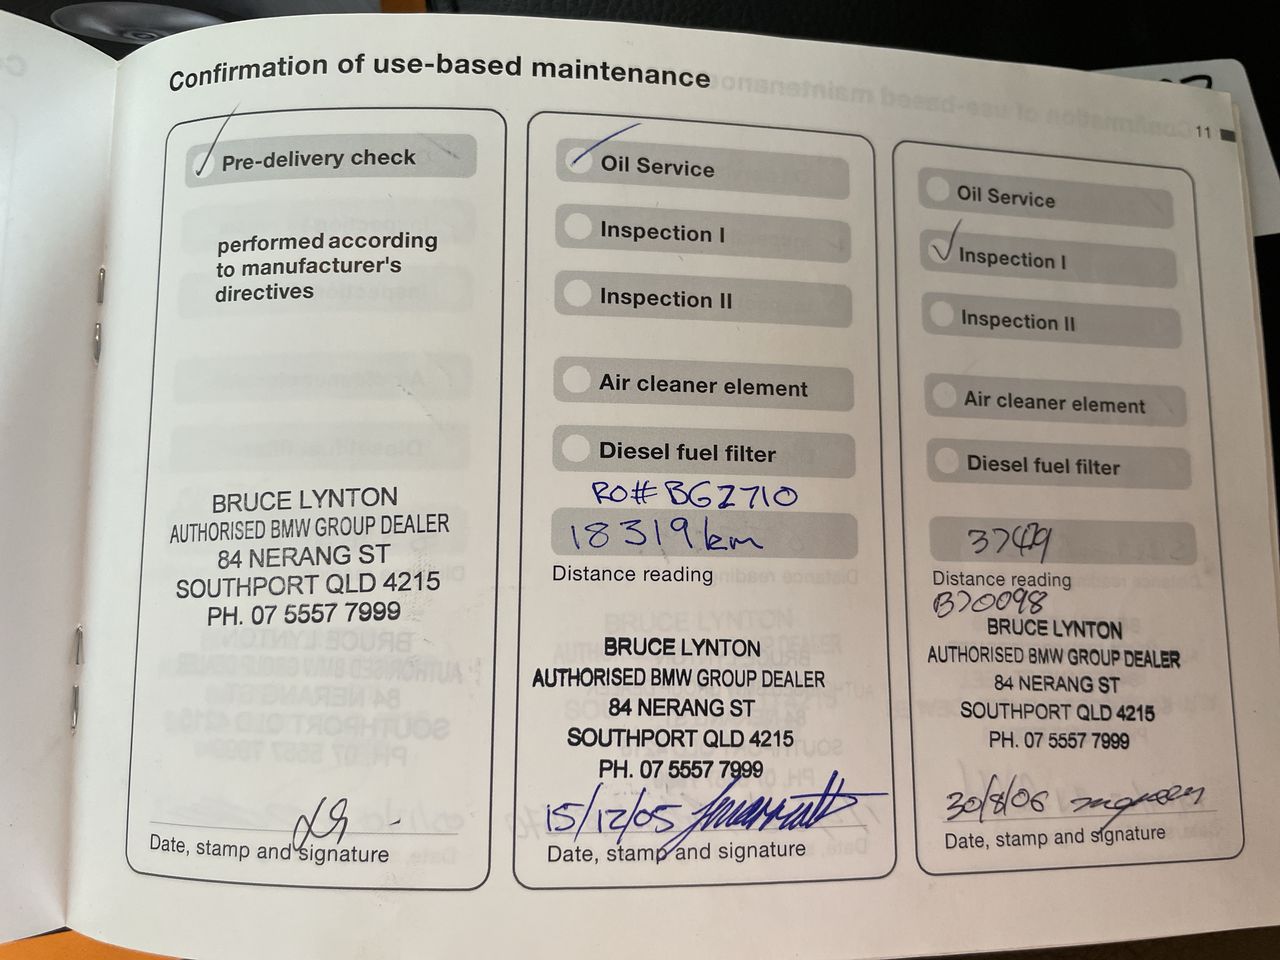 Confirmation of use-based maintenance
11
Pre-delivery check
performed according
to manufacturer's
directives
BRUCE LYNTON
AUTHORISED BMW GROUP DEALER
84 NERANG ST
SOUTHPORT QLD 4215
PH. 07 5557 7999
Date, stamp and signature
Oil Service
Inspection I
Inspection II
Air cleaner element
Diesel fuel filter
RO# BG2710
18319 km
Distance reading
BRUCE LYNTON
AUTHORISED BMW GROUP DEALER
84 NERANG ST
SOUTHPORT QLD 4215
PH. 07 5557 7999
15/12/05
Date, stamp and signature
Oil Service
Inspection I
Inspection II
Air cleaner element
Diesel fuel filter
Distance reading
BRUCE LYNTON
AUTHORISED BMW GROUP DEALER
84 NERANG ST
SOUTHPORT QLD 4215
PH. 07 5557 7999
30/8/06
Date, stamp and signature